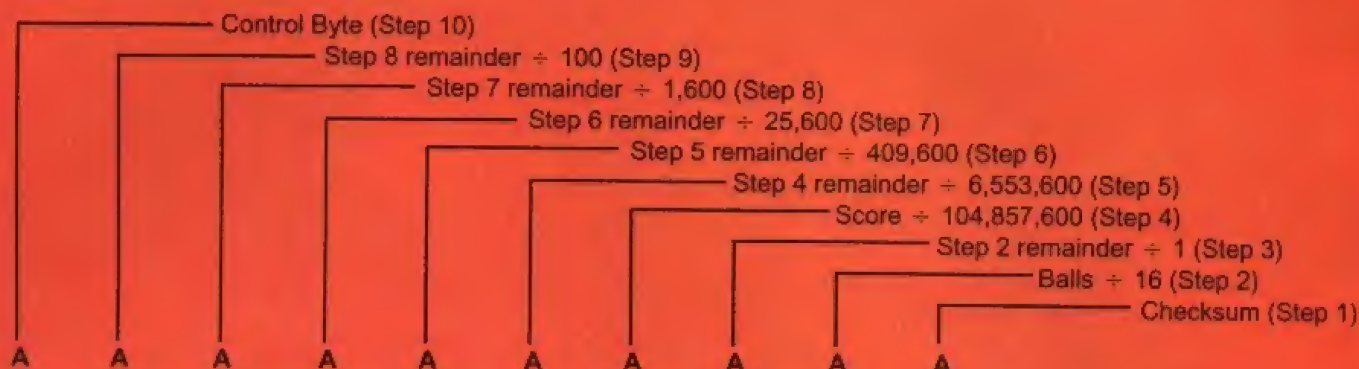 Control Byte (Step 10)
Step 8 remainder ÷ 100 (Step 9)
Step 7 remainder ÷ 1,600 (Step 8)
Step 6 remainder ÷ 25,600 (Step 7)
Step 5 remainder ÷ 409,600 (Step 6)
Step 4 remainder ÷ 6,553,600 (Step 5)
Score ÷ 104,857,600 (Step 4)
Step 2 remainder ÷ 1 (Step 3)
Balls ÷ 16 (Step 2)
Checksum (Step 1)
A A A A A A A A A A